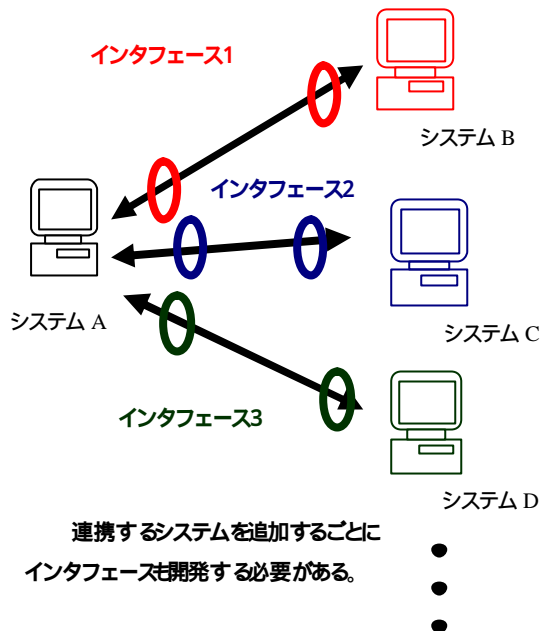 インタフェース1
システム B
インタフェース2
システム A
システム C
インタフェース3
システム D
連携するシステムを追加するごとに
インタフェースも開発する必要がある。